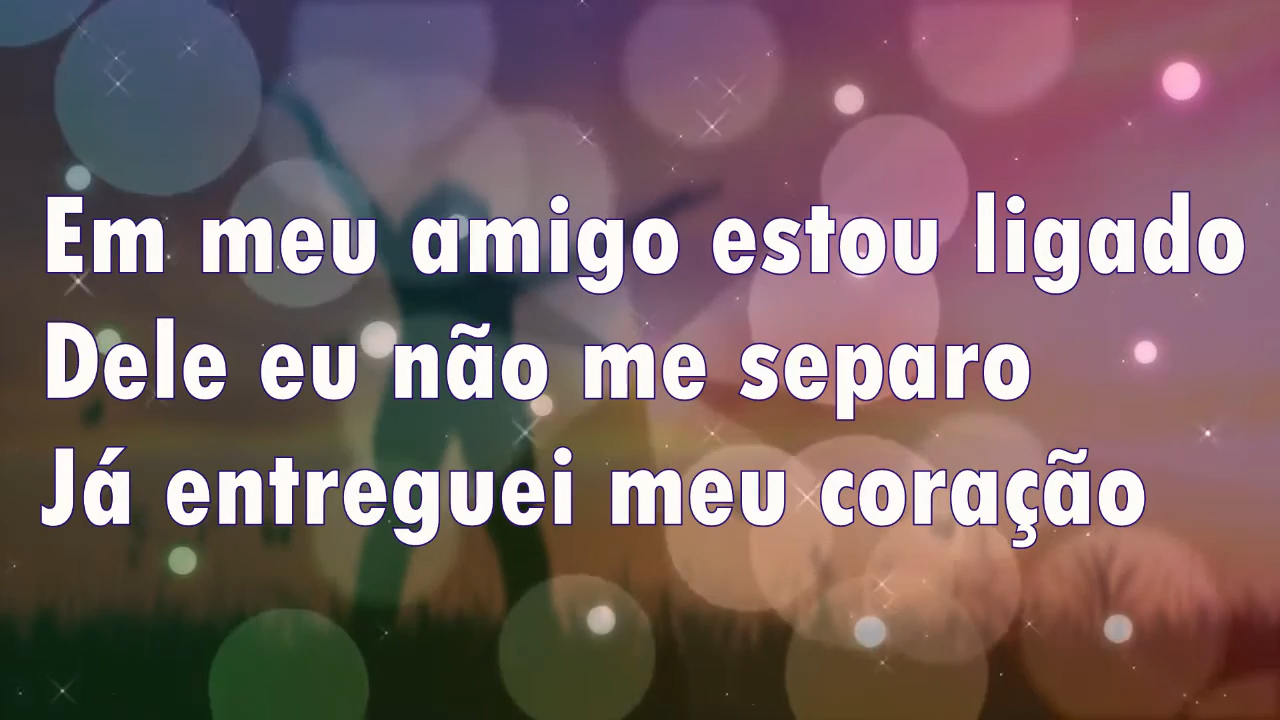 Em meu amigo estou ligado
Dele eu não me separo
Já entreguei meu coração